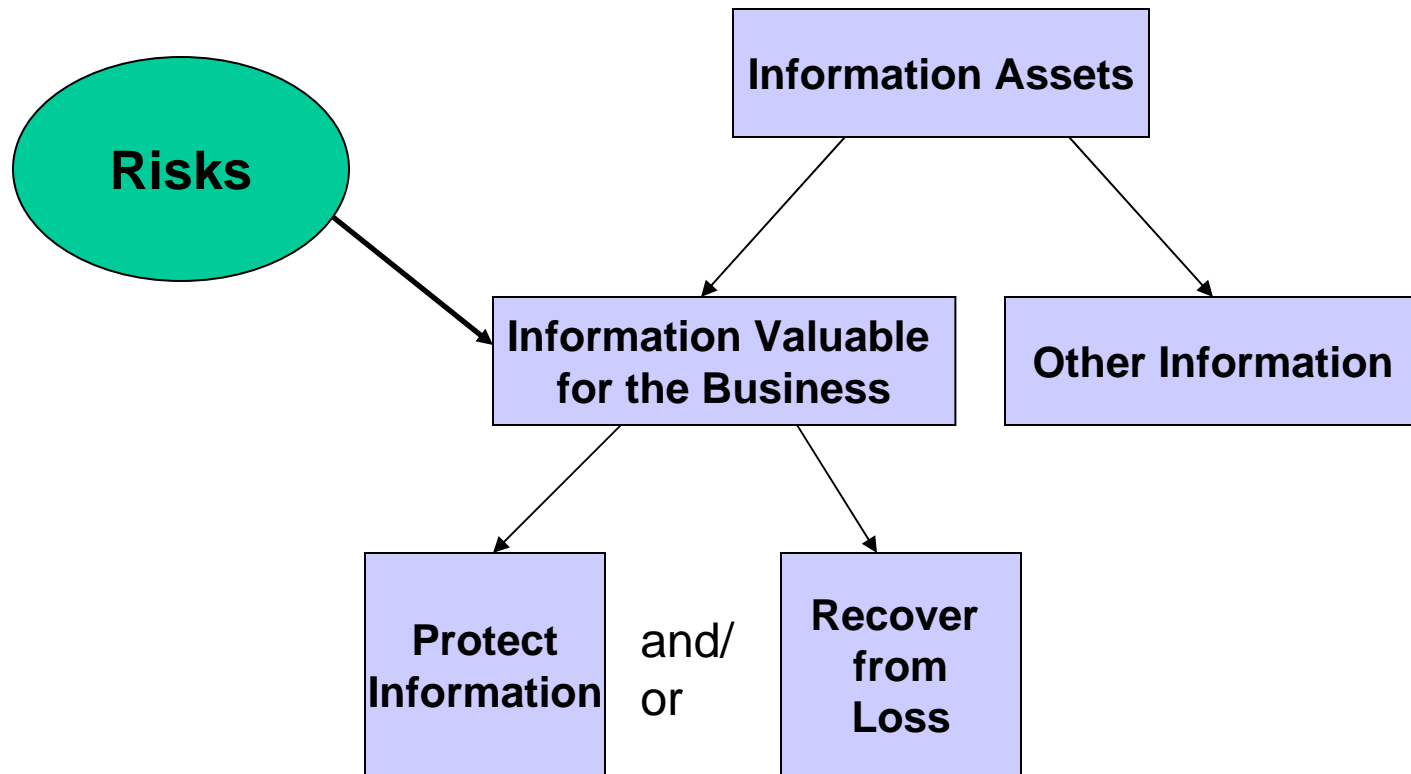 Information Assets
Risks
Information Valuable
for the Business
Other Information
Protect
Information
and/
or
Recover
from
Loss